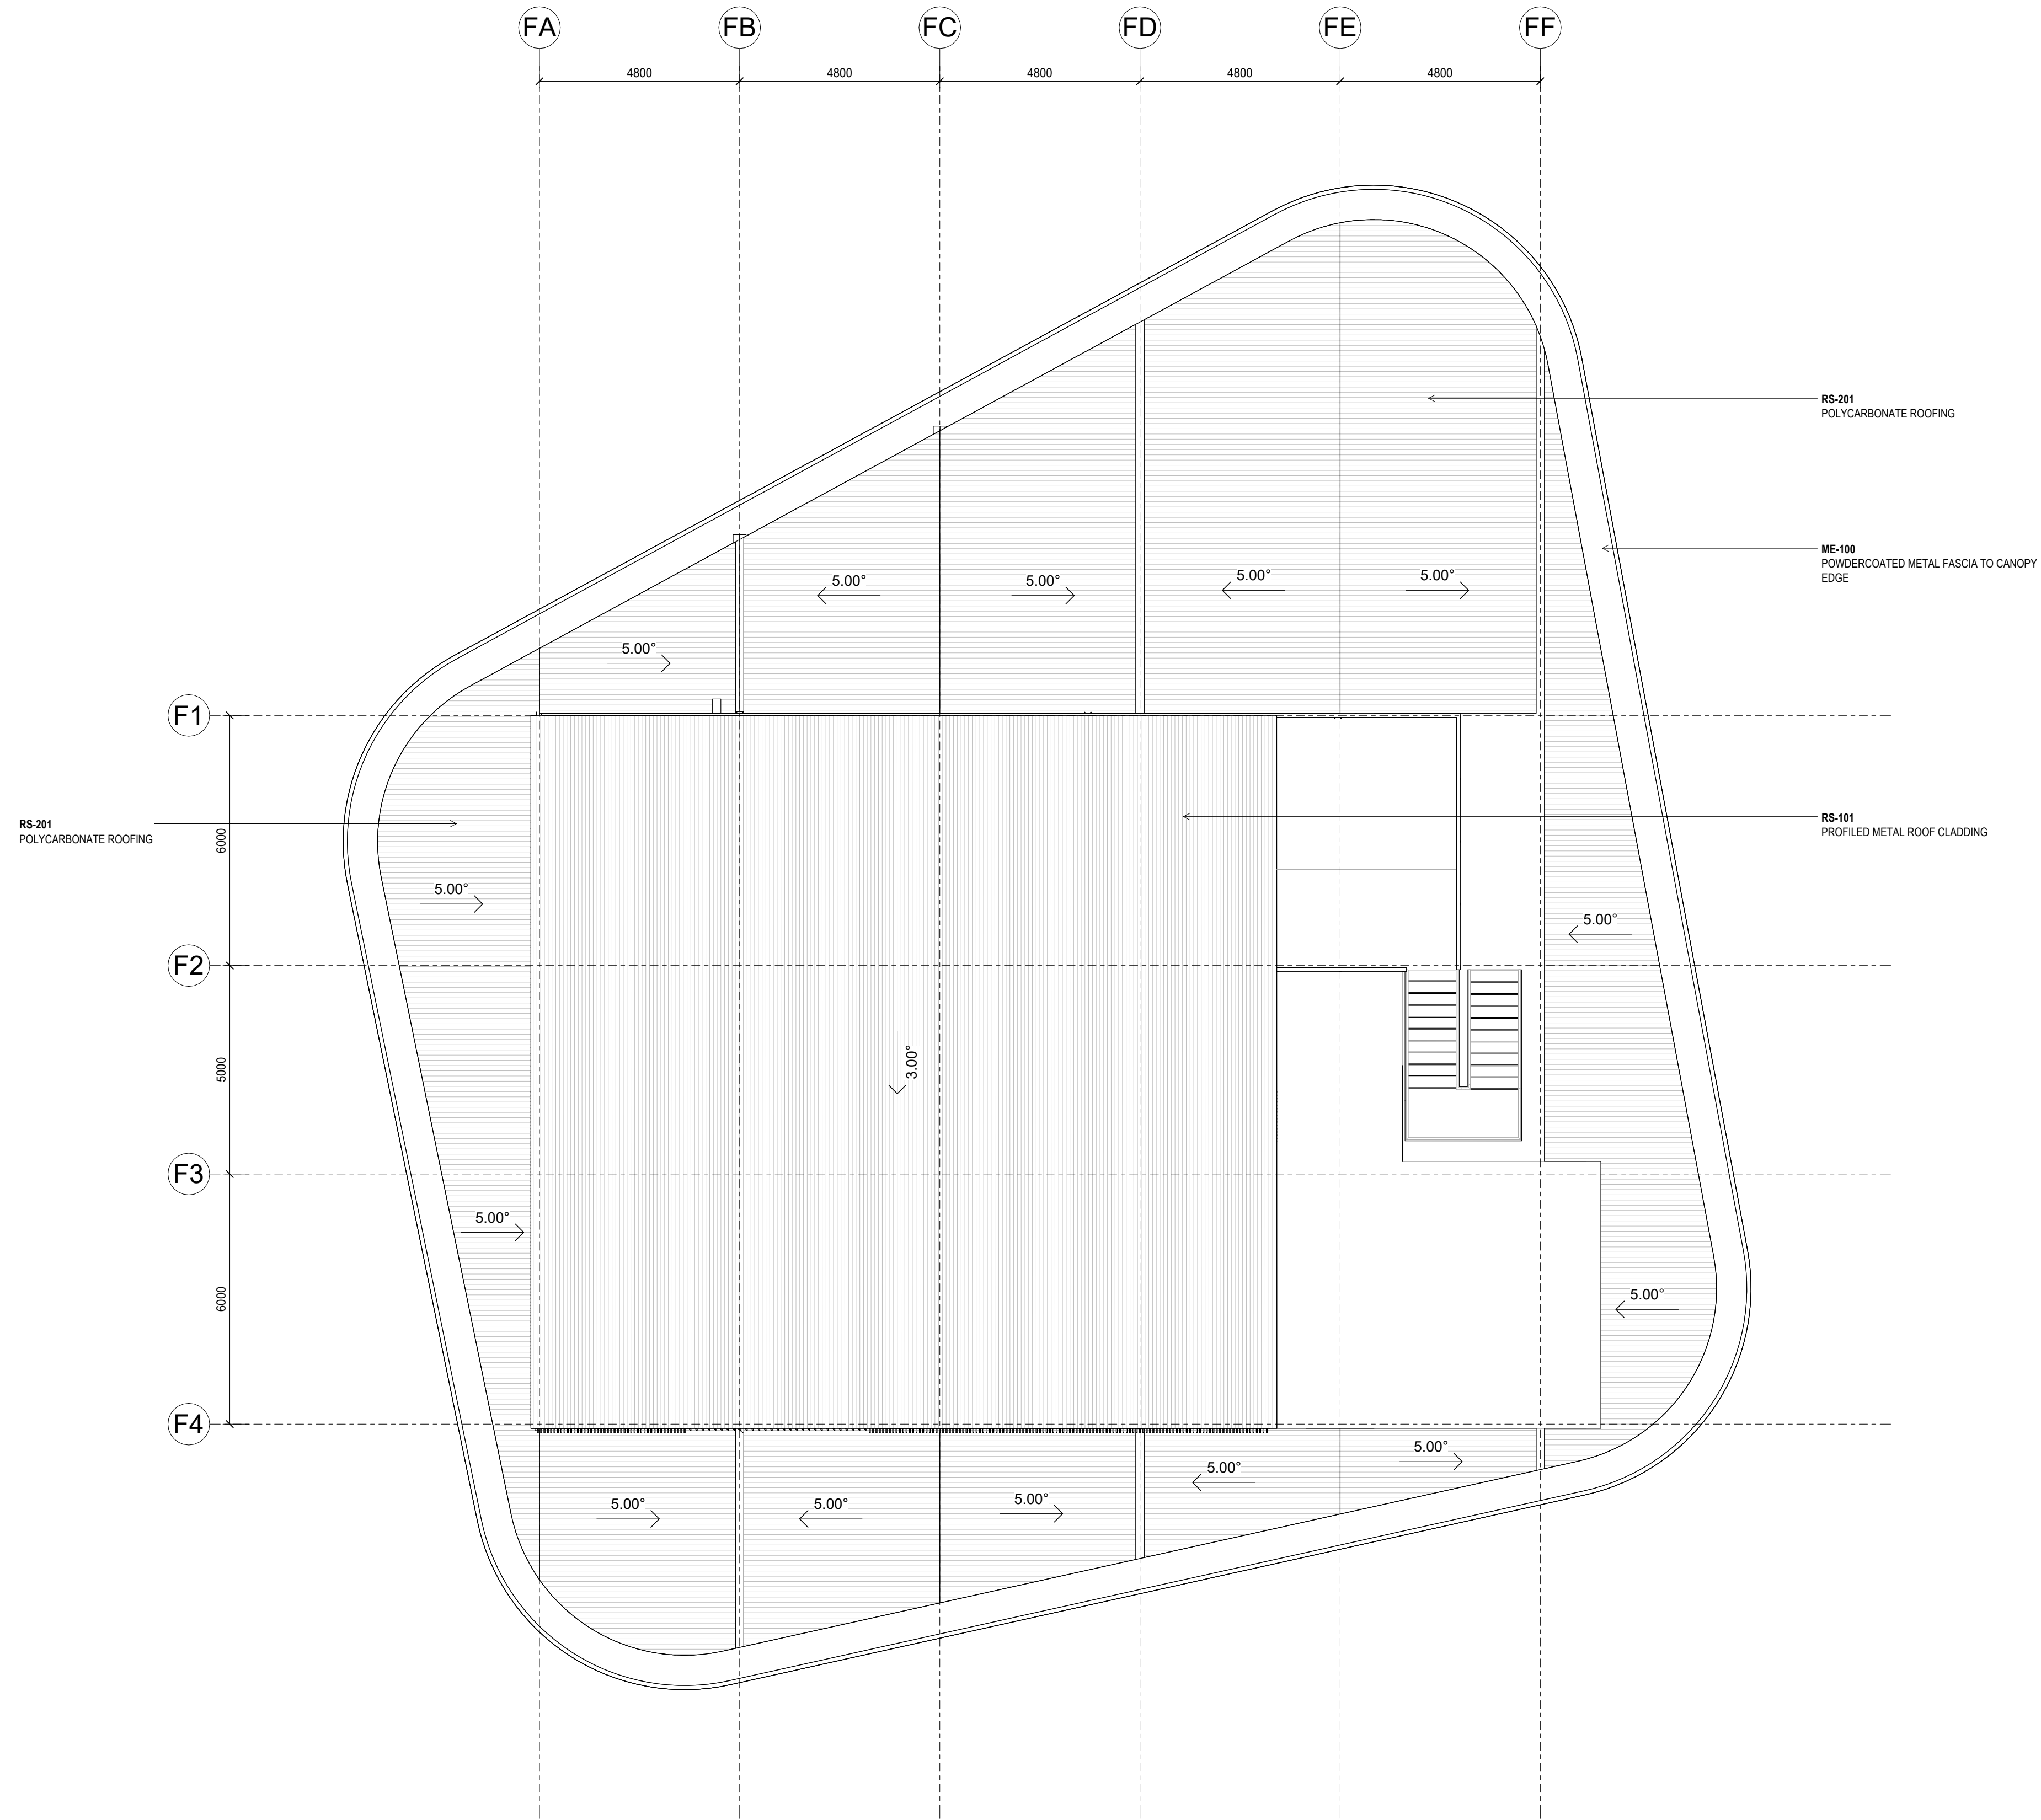 FA FB FC FD FE FF
4800 4800 4800 4800 4800
RS-201
POLYCARBONATE ROOFING
ME-100
POWDERCOATED METAL FASCIA TO CANOPY
EDGE
5.00° 5.00° 5.00° 5.00°
5.00°
F1
RS-201
POLYCARBONATE ROOFING
6000
RS-101
PROFILED METAL ROOF CLADDING
5.00°
5.00°
F2
5000
3.00°
F3
5.00°
6000
5.00°
F4
5.00°
5.00°
5.00° 5.00° 5.00°